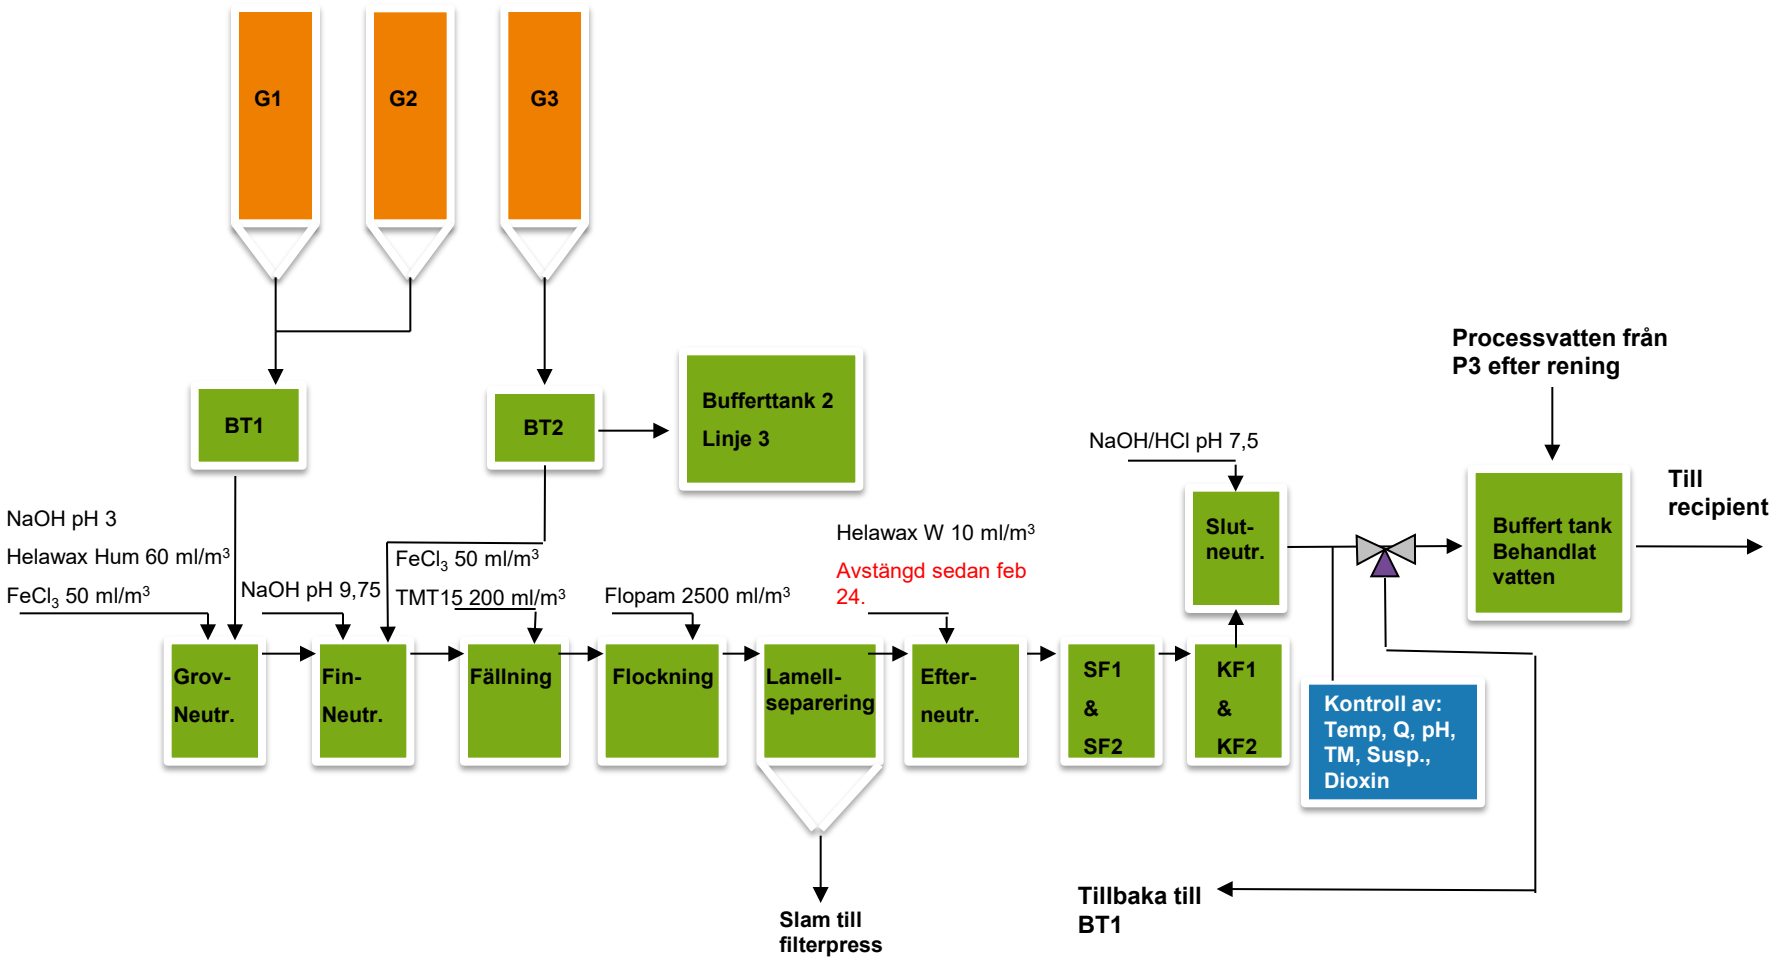 G1
G2
G3
Processvatten från
P3 efter rening
BT1
BT2
Bufferttank 2
Linje 3
NaOH/HCl pH 7,5
Till
recipient
NaOH pH 3
Helawax Hum 60 ml/m³
FeCl₃ 50 ml/m³
NaOH pH 9,75
FeCl₃ 50 ml/m³
TMT15 200 ml/m³
Flopam 2500 ml/m³
Helawax W 10 ml/m³
Avstängd sedan feb
24.
Slut-
neutr.
Buffert tank
Behandlat
vatten
Grov-
Neutr.
Fin-
Neutr.
Fällning
Flockning
Lamell-
separering
Efter-
neutr.
SF1
&
SF2
KF1
&
KF2
Kontroll av:
Temp, Q, pH,
TM, Susp.,
Dioxin
Tillbaka till
BT1
Slam till
filterpress